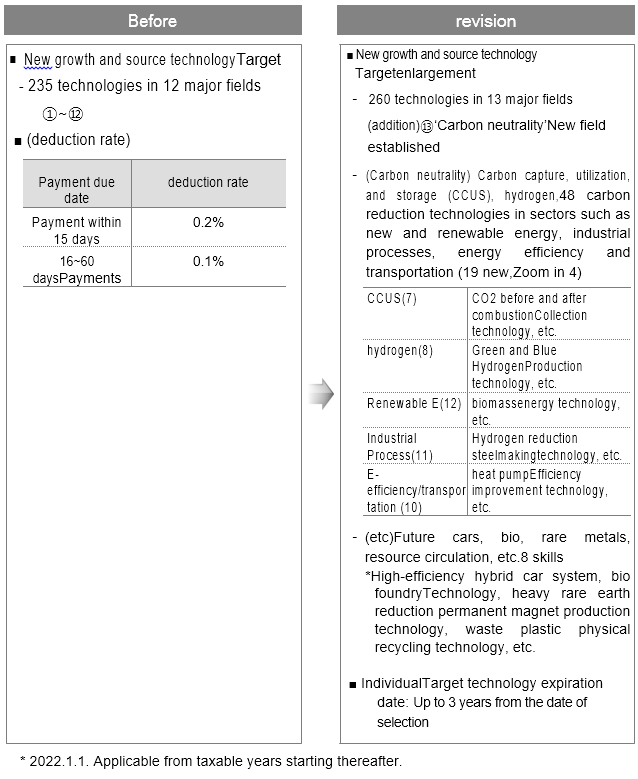 Before
■ New growth and source technologyTarget
- 235 technologies in 12 major fields
①~⑫
■ (deduction rate)
Payment due
date
deduction rate
Payment within
15 days
0.2%
16~60
daysPayments
0.1%
revision
■ New growth and source technology
Targetenlargement
- 260 technologies in 13 major fields
(addition)⑬‘Carbon neutrality’New field
established
- (Carbon neutrality) Carbon capture, utilization,
and storage (CCUS), hydrogen,48 carbon
reduction technologies in sectors such as
new and renewable energy, industrial
processes, energy efficiency and
transportation (19 new,Zoom in 4)
CCUS(7)
CO2 before and after
combustionCollection
technology, etc.
hydrogen(8)
Green and Blue
HydrogenProduction
technology, etc.
Renewable E(12)
biomassenergy technology,
etc.
Industrial
Process(11)
Hydrogen reduction
steelmakingtechnology, etc.
E-
efficiency/transpor
tation (10)
heat pumpEfficiency
improvement technology,
etc.
- (etc)Future cars, bio, rare metals,
resource circulation, etc.8 skills
*High-efficiency hybrid car system, bio
foundryTechnology, heavy rare earth
reduction permanent magnet production
technology, waste plastic physical
recycling technology, etc.
■ IndividualTarget technology expiration
date: Up to 3 years from the date of
selection
* 2022.1.1. Applicable from taxable years starting thereafter.